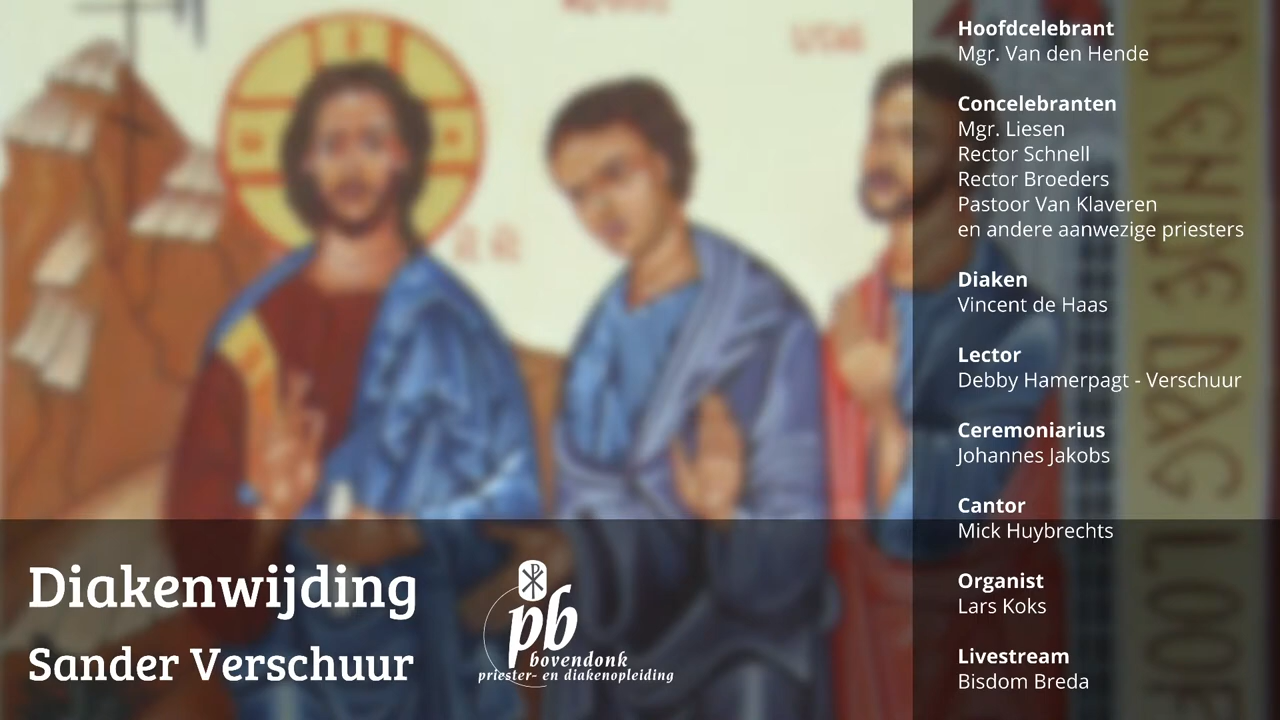 Hoofdcelebrant
Mgr. Van den Hende
Concelebranten
Mgr. Liesen
Rector Schnell
Rector Broeders
Pastoor Van Klaveren
en andere aanwezige priesters
Diaken
Vincent de Haas
Lector
Debby Hamerpagt - Verschuur
Ceremoniarius
Johannes Jakobs
Cantor
Mick Huybrechts
Organist
Lars Koks
Livestream
Bisdom Breda
Diakenwijding
Sander Verschuur
pb
bovendonk
priester- en diakenopleiding